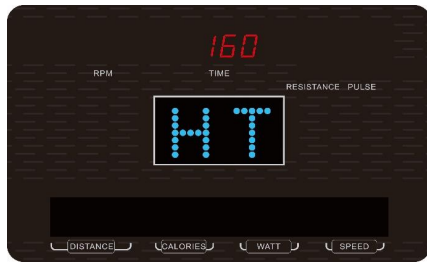 160
RPM TIME
RESISTANCE PULSE
HT
DISTANCE CALORIES WATT SPEED